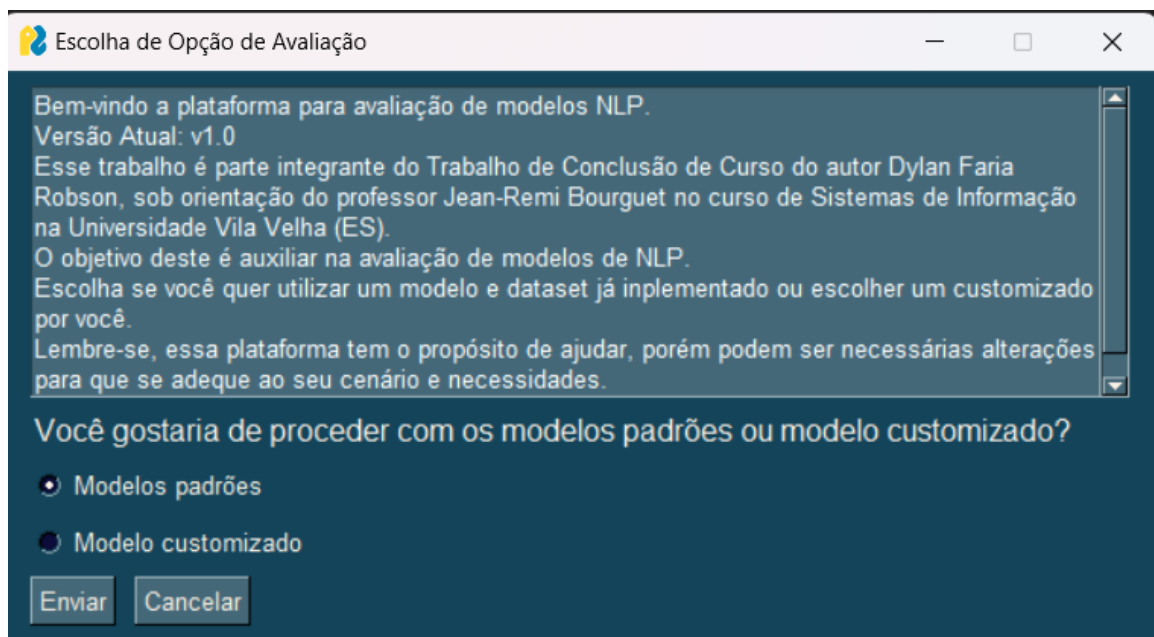 Escolha de Opção de Avaliação
Bem-vindo a plataforma para avaliação de modelos NLP.
Versão Atual: v1.0
Esse trabalho é parte integrante do Trabalho de Conclusão de Curso do autor Dylan Faria
Robson, sob orientação do professor Jean-Remi Bourguet no curso de Sistemas de Informação
na Universidade Vila Velha (ES).
O objetivo deste é auxiliar na avaliação de modelos de NLP.
Escolha se você quer utilizar um modelo e dataset já inplementado ou escolher um customizado
por você.
Lembre-se, essa plataforma tem o propósito de ajudar, porém podem ser necessárias alterações
para que se adeque ao seu cenário e necessidades.
Você gostaria de proceder com os modelos padrões ou modelo customizado?
Modelos padrões
Modelo customizado
Enviar Cancelar